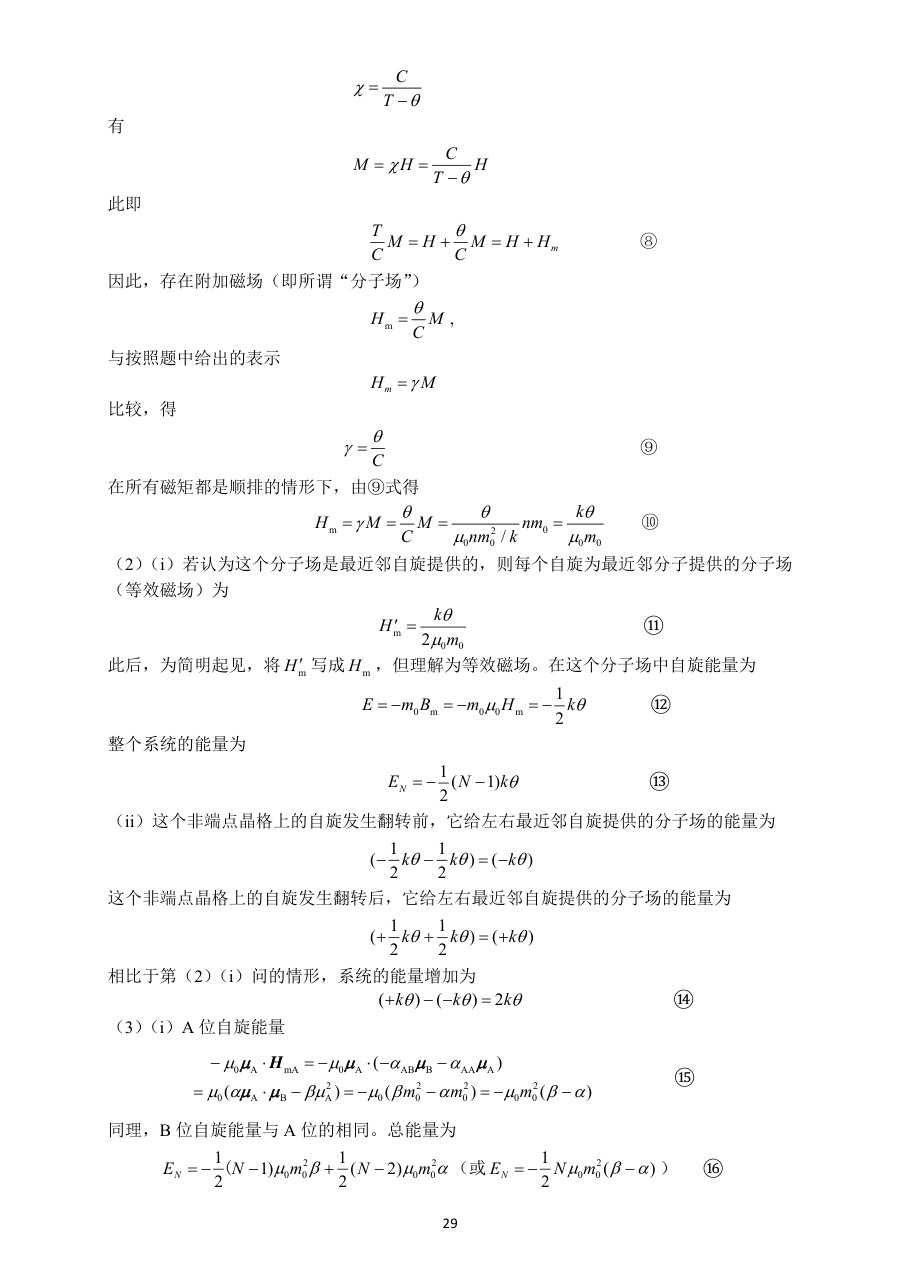 χ = C / (T − θ)
有
M = χH = C / (T − θ) H
此即
T/C M = H + θ/C M = H + Hₘ ⑧
因此，存在附加磁场（即所谓“分子场”）
Hₘ = θ/C M ,
与按照题中给出的表示
Hₘ = γM
比较，得
γ = θ/C ⑨
在所有磁矩都是顺排的情形下，由⑨式得
Hₘ = γM = θ/C M = θ / (μ₀nm₀² / k) nm₀ = kθ / (μ₀m₀) ⑩
（2）（i）若认为这个分子场是最近邻自旋提供的，则每个自旋为最近邻分子提供的分子场
（等效磁场）为
H′ₘ = kθ / (2μ₀m₀) ⑪
此后，为简明起见，将 H′ₘ 写成 Hₘ ，但理解为等效磁场。在这个分子场中自旋能量为
E = −m₀Bₘ = −m₀μ₀Hₘ = −1/2 kθ ⑫
整个系统的能量为
E_N = −1/2 (N − 1)kθ ⑬
（ii）这个非端点晶格上的自旋发生翻转前，它给左右最近邻自旋提供的分子场的能量为
(−1/2 kθ − 1/2 kθ) = (−kθ)
这个非端点晶格上的自旋发生翻转后，它给左右最近邻自旋提供的分子场的能量为
(+1/2 kθ + 1/2 kθ) = (+kθ)
相比于第（2）（i）问的情形，系统的能量增加为
(+kθ) − (−kθ) = 2kθ ⑭
（3）（i）A 位自旋能量
−μ₀μ_A · H_mA = −μ₀μ_A · (−α_AB μ_B − α_AA μ_A)
= μ₀(αμ_A · μ_B − βμ_A²) = −μ₀(βm₀² − αm₀²) = −μ₀m₀²(β − α) ⑮
同理，B 位自旋能量与 A 位的相同。总能量为
E_N = −1/2（N − 1)μ₀m₀²β + 1/2 (N − 2)μ₀m₀²α（或 E_N = −1/2 Nμ₀m₀²(β − α)） ⑯
29